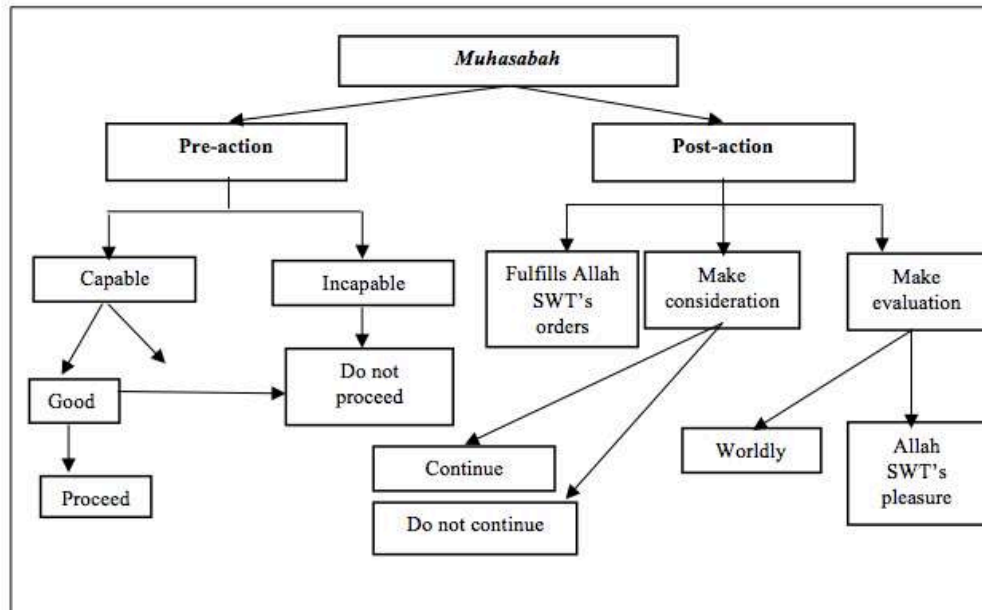 Muhasabah
Pre-action
Post-action
Capable
Incapable
Fulfills Allah
SWT's
orders
Make
consideration
Make
evaluation
Good
Do not
proceed
Proceed
Continue
Do not continue
Worldly
Allah
SWT's
pleasure